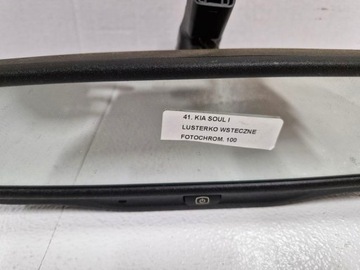 41. KIA SOUL I
LUSTERKO WSTECZNE
FOTOCHROM. 100